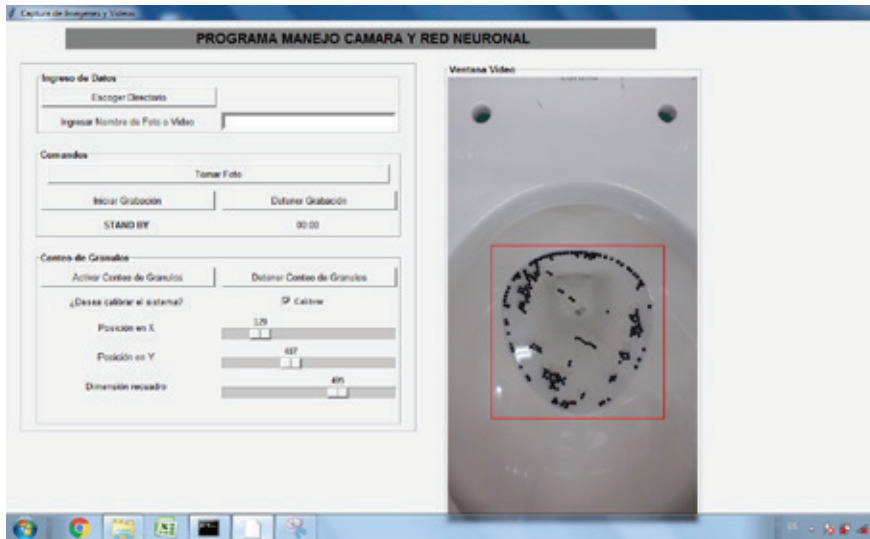 Captura de Imagenes y Videos
PROGRAMA MANEJO CAMARA Y RED NEURONAL
Ingreso de Datos
Escoger Directorio
Ingresar Nombre de Foto o Video
Comandos
Tomar Foto
Iniciar Grabación
Detener Grabación
STAND BY
00:00
Conteo de Granulos
Activar Conteo de Granulos
Detener Conteo de Granulos
¿Desea calibrar el sistema?
Calibrar
Posición en X
129
Posición en Y
Dimensión recuadro
495
Ventana Video
ES